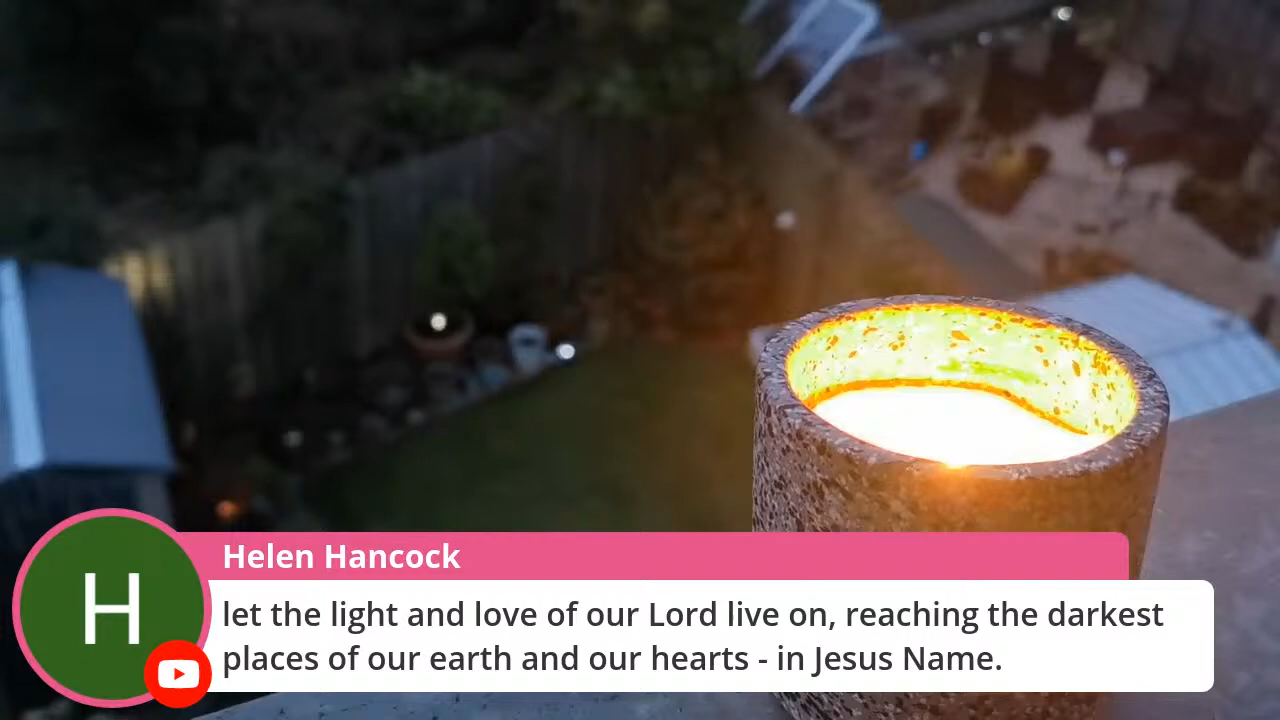 Helen Hancock
H
let the light and love of our Lord live on, reaching the darkest
places of our earth and our hearts - in Jesus Name.